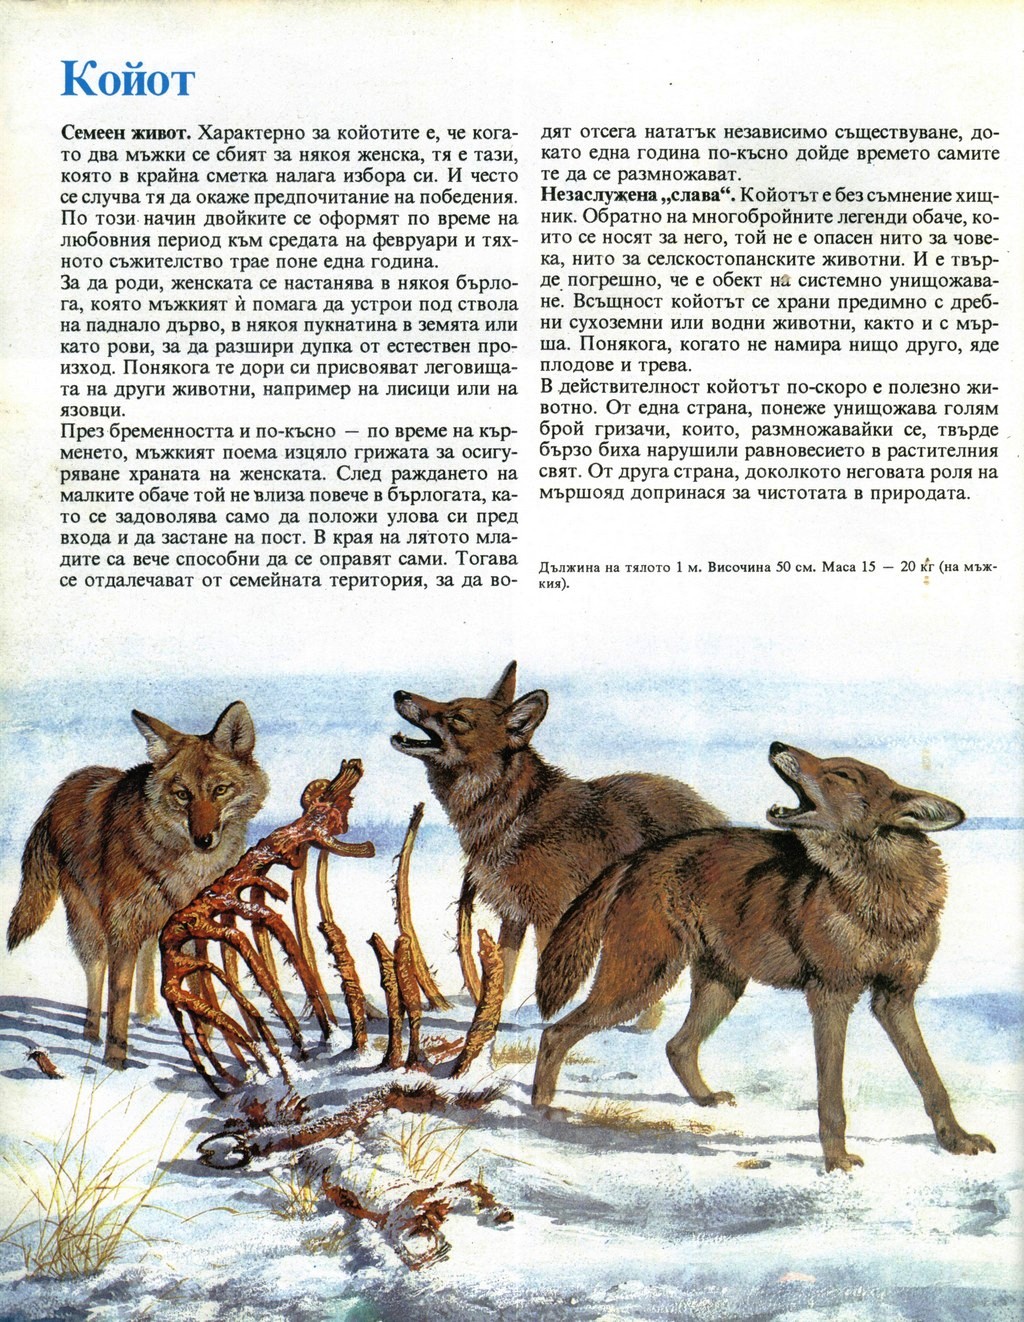 Койот
Семеен живот. Характерно за койотите е, че кога-
то два мъжки се сбият за някоя женска, тя е тази,
която в крайна сметка налага избора си. И често
се случва тя да окаже предпочитание на победения.
По този начин двойките се оформят по време на
любовния период към средата на февруари и тях-
ното съжителство трае поне една година.
За да роди, женската се настанява в някоя бърло-
га, която мъжкият ѝ помага да устрои под ствола
на паднало дърво, в някоя пукнатина в земята или
като рови, за да разшири дупка от естествен про-
изход. Понякога те дори си присвояват леговища-
та на други животни, например на лисици или на
язовци.
През бременността и по-късно — по време на кър-
менето, мъжкият поема изцяло грижата за осигу-
ряване храната на женската. След раждането на
малките обаче той не влиза повече в бърлогата, ка-
то се задоволява само да положи улова си пред
входа и да застане на пост. В края на лятото мла-
дите са вече способни да се оправят сами. Тогава
се отдалечават от семейната територия, за да во-
дят отсега нататък независимо съществуване, до-
като една година по-късно дойде времето самите
те да се размножават.
Незаслужена „слава“. Койотът е без съмнение хищ-
ник. Обратно на многобройните легенди обаче, ко-
ито се носят за него, той не е опасен нито за чове-
ка, нито за селскостопанските животни. И е твър-
де погрешно, че е обект на системно унищожава-
не. Всъщност койотът се храни предимно с дреб-
ни сухоземни или водни животни, както и с мър-
ша. Понякога, когато не намира нищо друго, яде
плодове и трева.
В действителност койотът по-скоро е полезно жи-
вотно. От една страна, понеже унищожава голям
брой гризачи, които, размножавайки се, твърде
бързо биха нарушили равновесието в растителния
свят. От друга страна, доколкото неговата роля на
мършояд допринася за чистотата в природата.
Дължина на тялото 1 м. Височина 50 см. Маса 15 — 20 кг (на мъж-
кия).